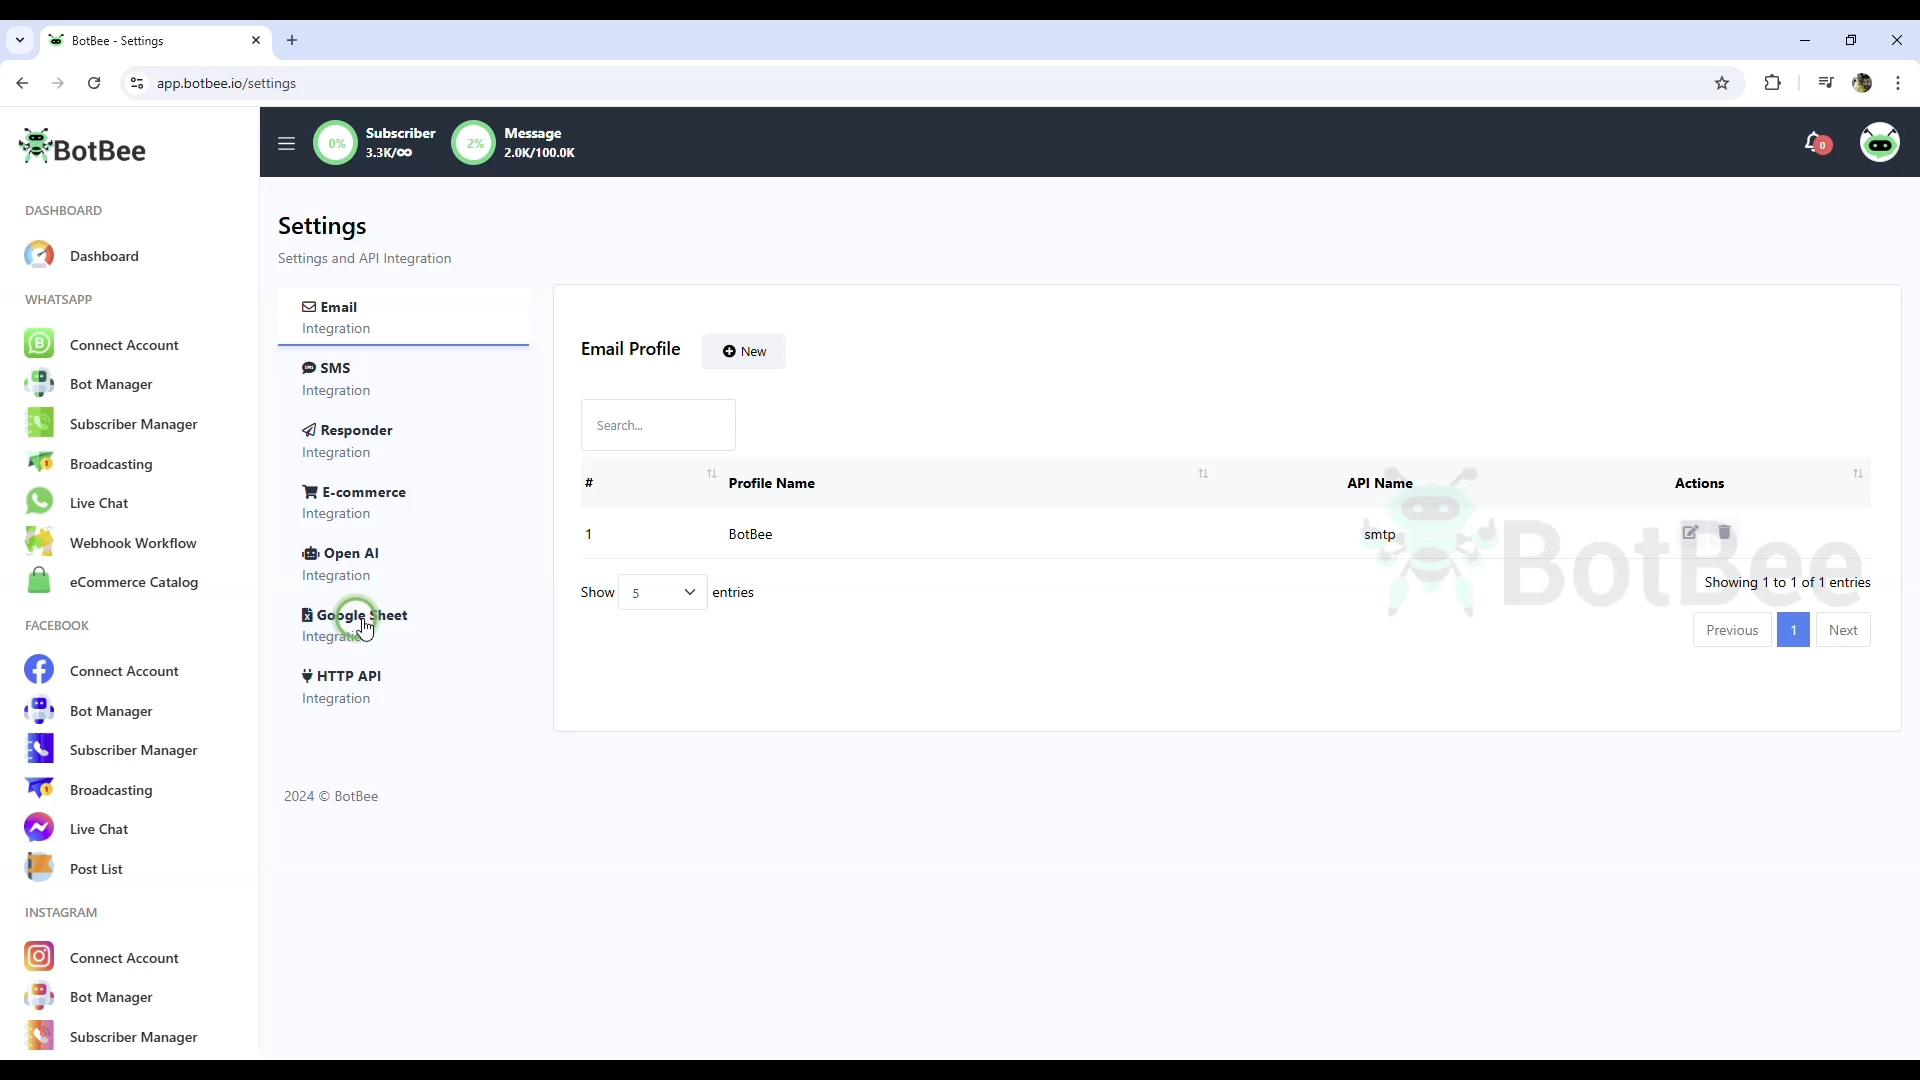 BotBee - Settings
app.botbee.io/settings
BotBee
0%
Subscriber
3.3K/∞
2%
Message
2.0K/100.0K
0
DASHBOARD
Dashboard
WHATSAPP
Connect Account
Bot Manager
Subscriber Manager
Broadcasting
Live Chat
Webhook Workflow
eCommerce Catalog
FACEBOOK
Connect Account
Bot Manager
Subscriber Manager
Broadcasting
Live Chat
Post List
INSTAGRAM
Connect Account
Bot Manager
Subscriber Manager
Settings
Settings and API Integration
Email
Integration
SMS
Integration
Responder
Integration
E-commerce
Integration
Open AI
Integration
Google Sheet
Integration
HTTP API
Integration
Email Profile
New
Search...
# Profile Name API Name Actions
1 BotBee smtp
BotBee
Show 5 entries
Showing 1 to 1 of 1 entries
Previous 1 Next
2024 © BotBee